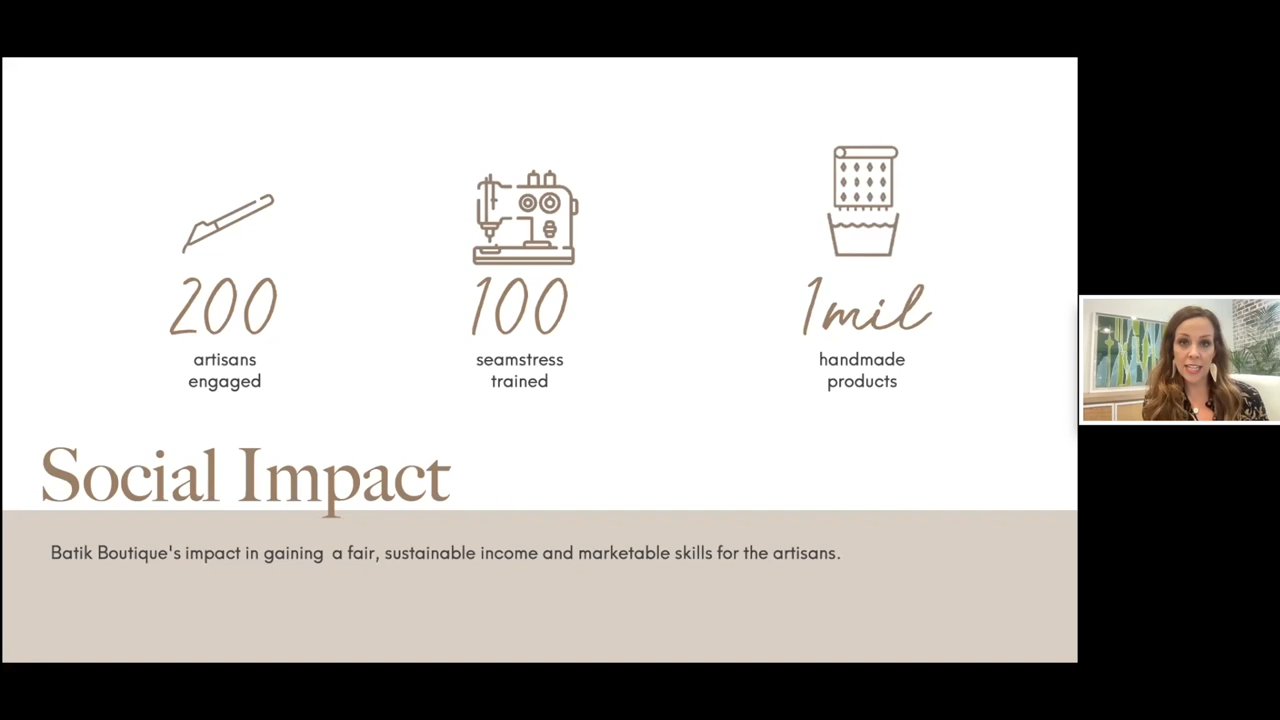 200
artisans
engaged
100
seamstress
trained
1mil
handmade
products
Social Impact
Batik Boutique's impact in gaining a fair, sustainable income and marketable skills for the artisans.